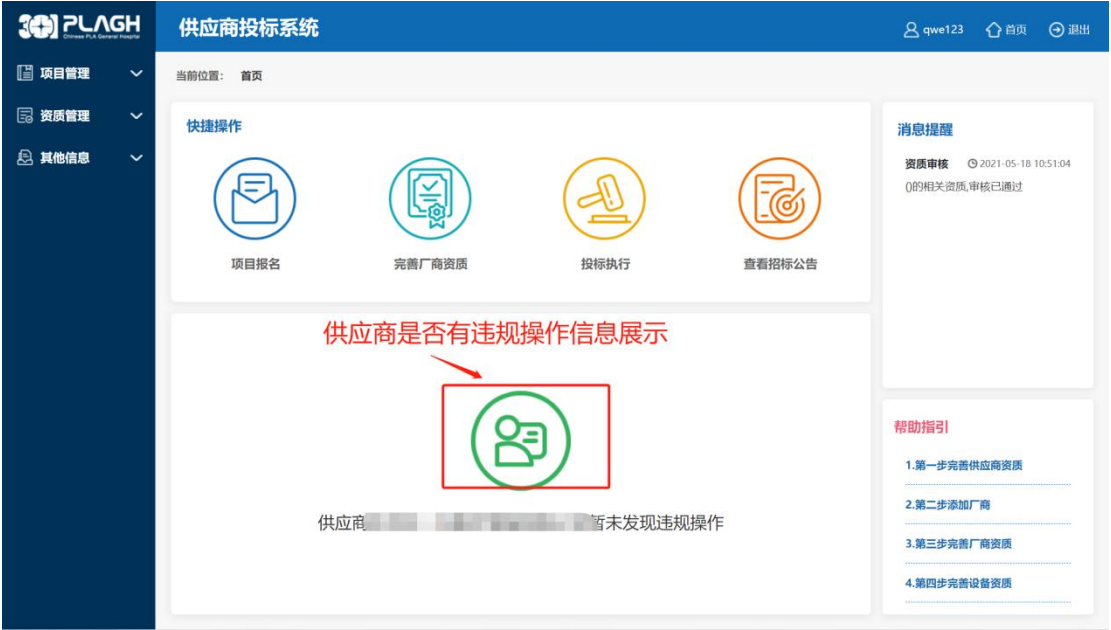 301 PLAGH
Chinese PLA General Hospital
供应商投标系统
qwe123 首页 退出
项目管理
资质管理
其他信息
当前位置： 首页
快捷操作
项目报名
完善厂商资质
投标执行
查看招标公告
供应商是否有违规操作信息展示
供应商 暂未发现违规操作
消息提醒
资质审核 2021-05-18 10:51:04
()的相关资质,审核已通过
帮助指引
1.第一步完善供应商资质
2.第二步添加厂商
3.第三步完善厂商资质
4.第四步完善设备资质